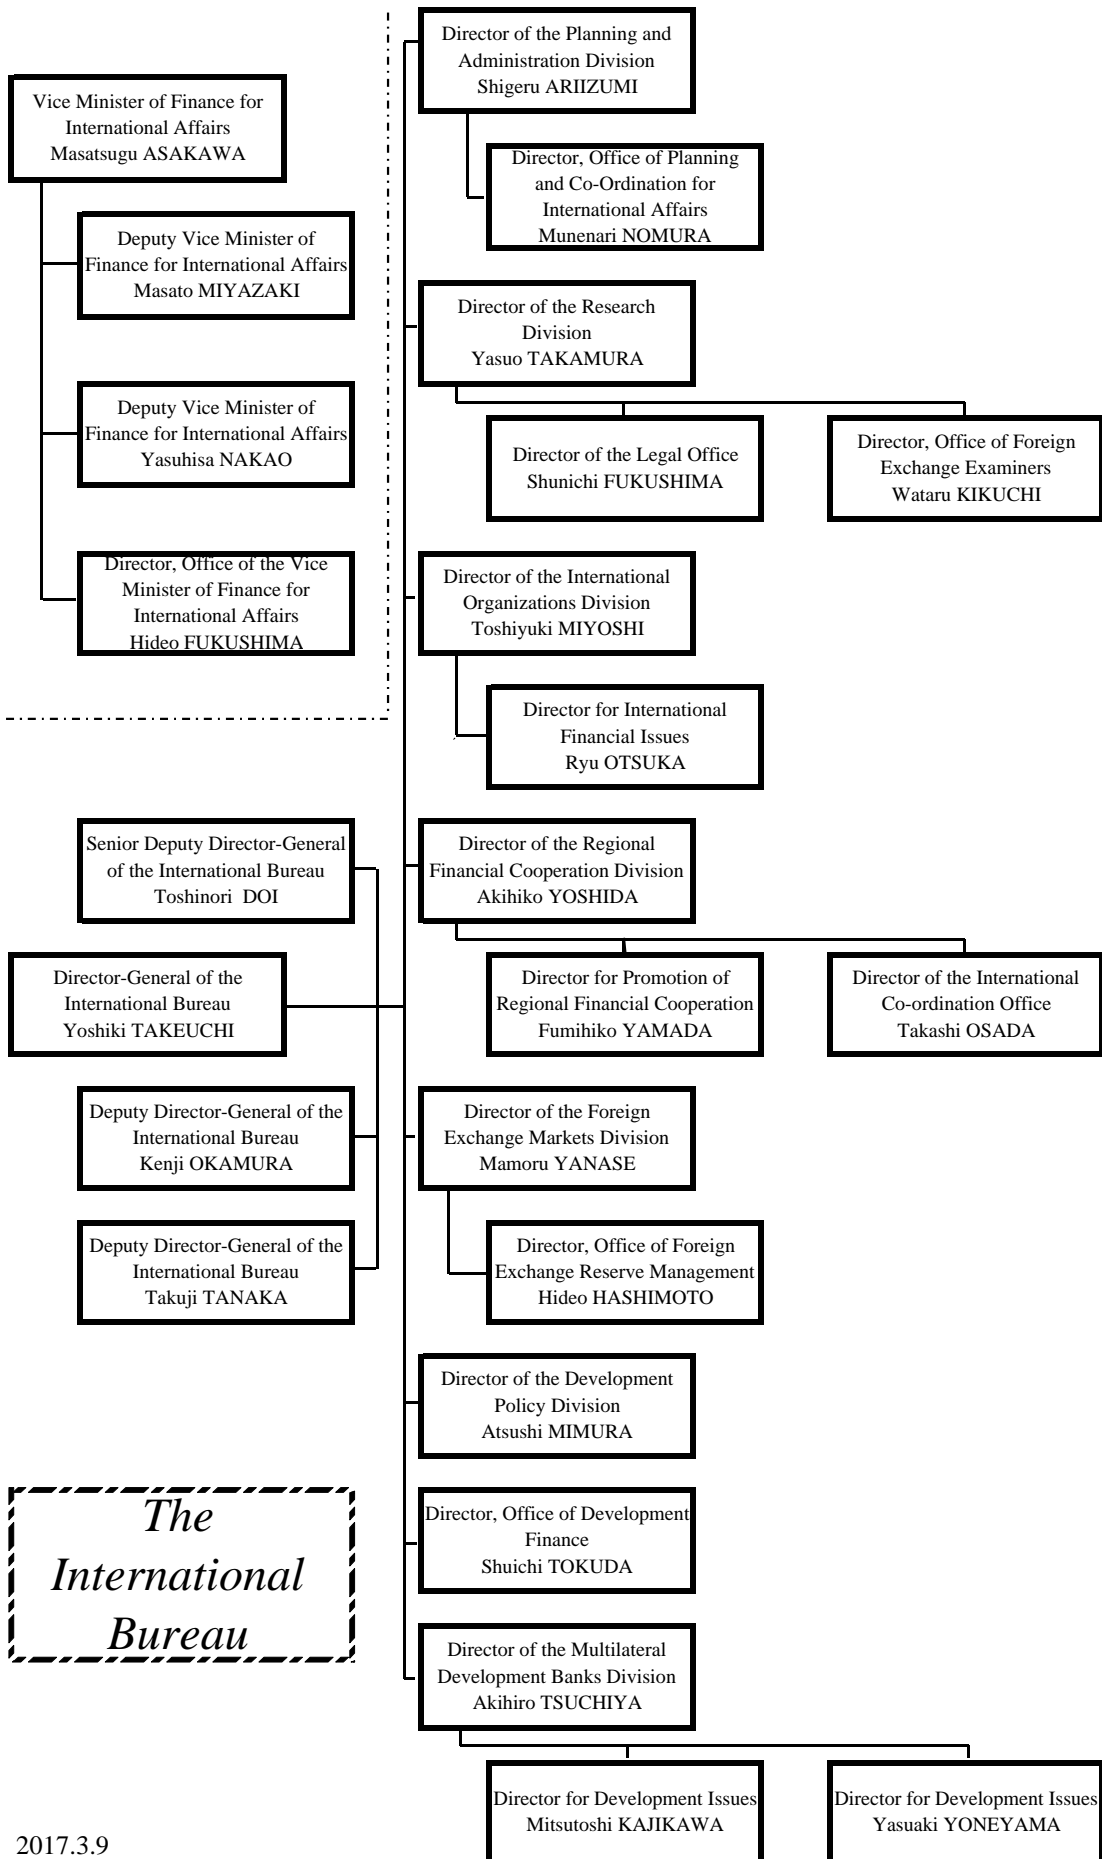 Vice Minister of Finance for
International Affairs
Masatsugu ASAKAWA
Deputy Vice Minister of
Finance for International Affairs
Masato MIYAZAKI
Deputy Vice Minister of
Finance for International Affairs
Yasuhisa NAKAO
Director, Office of the Vice
Minister of Finance for
International Affairs
Hideo FUKUSHIMA
Senior Deputy Director-General
of the International Bureau
Toshinori  DOI
Director-General of the
International Bureau
Yoshiki TAKEUCHI
Deputy Director-General of the
International Bureau
Kenji OKAMURA
Deputy Director-General of the
International Bureau
Takuji TANAKA
Director of the Planning and
Administration Division
Shigeru ARIIZUMI
Director, Office of Planning
and Co-Ordination for
International Affairs
Munenari NOMURA
Director of the Research
Division
Yasuo TAKAMURA
Director of the Legal Office
Shunichi FUKUSHIMA
Director, Office of Foreign
Exchange Examiners
Wataru KIKUCHI
Director of the International
Organizations Division
Toshiyuki MIYOSHI
Director for International
Financial Issues
Ryu OTSUKA
Director of the Regional
Financial Cooperation Division
Akihiko YOSHIDA
Director for Promotion of
Regional Financial Cooperation
Fumihiko YAMADA
Director of the International
Co-ordination Office
Takashi OSADA
Director of the Foreign
Exchange Markets Division
Mamoru YANASE
Director, Office of Foreign
Exchange Reserve Management
Hideo HASHIMOTO
Director of the Development
Policy Division
Atsushi MIMURA
Director, Office of Development
Finance
Shuichi TOKUDA
Director of the Multilateral
Development Banks Division
Akihiro TSUCHIYA
Director for Development Issues
Mitsutoshi KAJIKAWA
Director for Development Issues
Yasuaki YONEYAMA
The
International
Bureau
2017.3.9